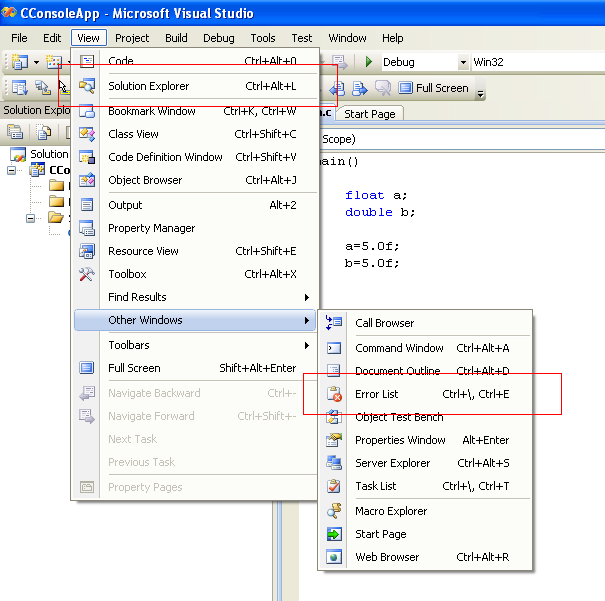 CConsoleApp - Microsoft Visual Studio
File Edit View Project Build Debug Tools Test Window Help
Debug Win32
Full Screen
Code Ctrl+Alt+0
Solution Explorer Ctrl+Alt+L
Bookmark Window Ctrl+K, Ctrl+W
Class View Ctrl+Shift+C
Code Definition Window Ctrl+Shift+V
Object Browser Ctrl+Alt+J
Output Alt+2
Property Manager
Resource View Ctrl+Shift+E
Toolbox Ctrl+Alt+X
Find Results
Other Windows
Toolbars
Full Screen Shift+Alt+Enter
Navigate Backward Ctrl+-
Navigate Forward Ctrl+Shift+-
Next Task
Previous Task
Property Pages
Solution Explo
Solution
CCo
.c Start Page
Scope)
main()
float a;
double b;
a=5.0f;
b=5.0f;
Call Browser
Command Window Ctrl+Alt+A
Document Outline Ctrl+Alt+D
Error List Ctrl+\, Ctrl+E
Object Test Bench
Properties Window Alt+Enter
Server Explorer Ctrl+Alt+S
Task List Ctrl+\, Ctrl+T
Macro Explorer
Start Page
Web Browser Ctrl+Alt+R